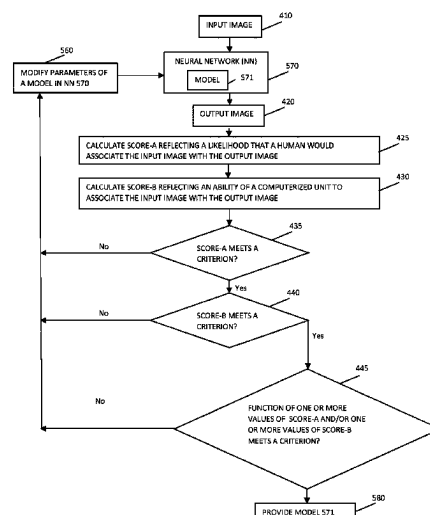 410
INPUT IMAGE
560
MODIFY PARAMETERS OF
A MODEL IN NN 570
NEURAL NETWORK (NN)
MODEL
571
570
OUTPUT IMAGE
420
CALCULATE SCORE-A REFLECTING A LIKELIHOOD THAT A HUMAN WOULD
ASSOCIATE THE INPUT IMAGE WITH THE OUTPUT IMAGE
425
CALCULATE SCORE-B REFLECTING AN ABILITY OF A COMPUTERIZED UNIT TO
ASSOCIATE THE INPUT IMAGE WITH THE OUTPUT IMAGE
430
435
No
SCORE-A MEETS A
CRITERION?
Yes
440
No
SCORE-B MEETS A
CRITERION?
Yes
445
No
FUNCTION OF ONE OR MORE
VALUES OF SCORE-A AND/OR ONE
OR MORE VALUES OF SCORE-B
MEETS A CRITERION?
580
PROVIDE MODEL 571